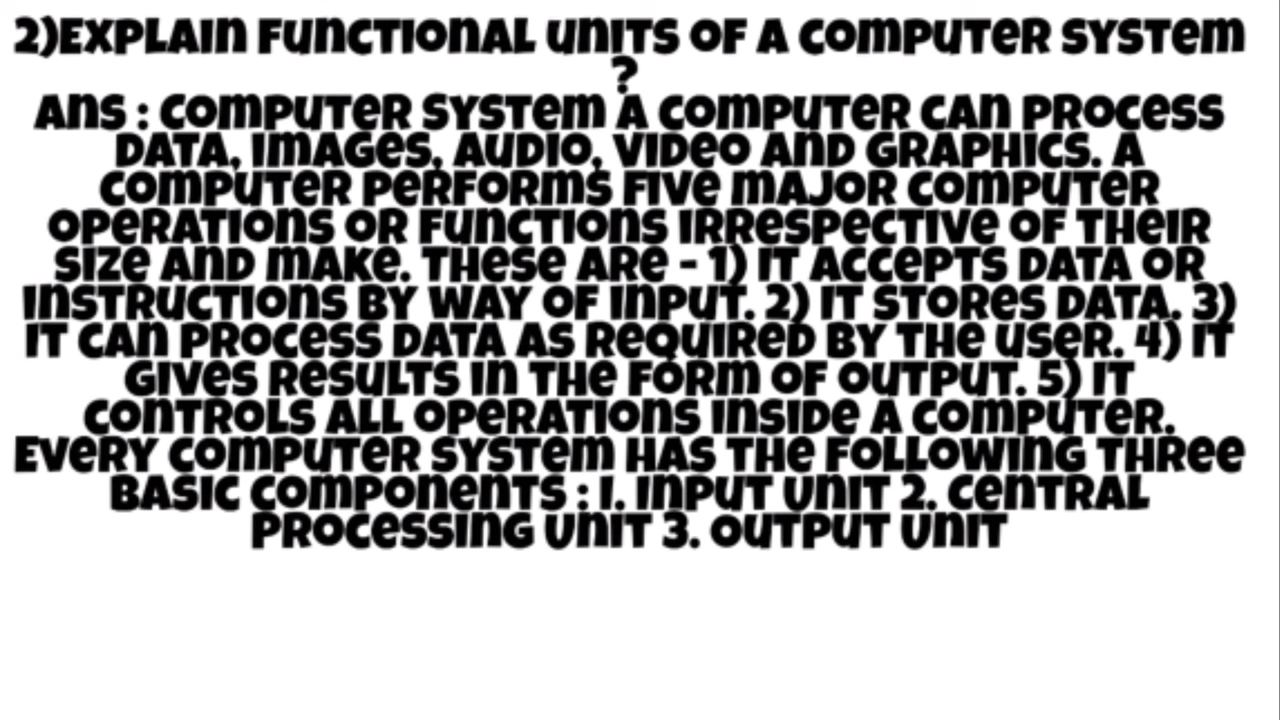 2)Explain functional units of a computer system
?
Ans : Computer System A computer can process
data, images, audio, video and graphics. A
computer performs five major computer
operations or functions irrespective of their
size and make. These are - 1) it accepts data or
instructions by way of input. 2) It stores data. 3)
It can process data as required by the user. 4) It
gives results in the form of output. 5) It
controls all operations inside a computer.
Every computer system has the following three
basic components : 1. Input unit 2. Central
Processing Unit 3. Output Unit